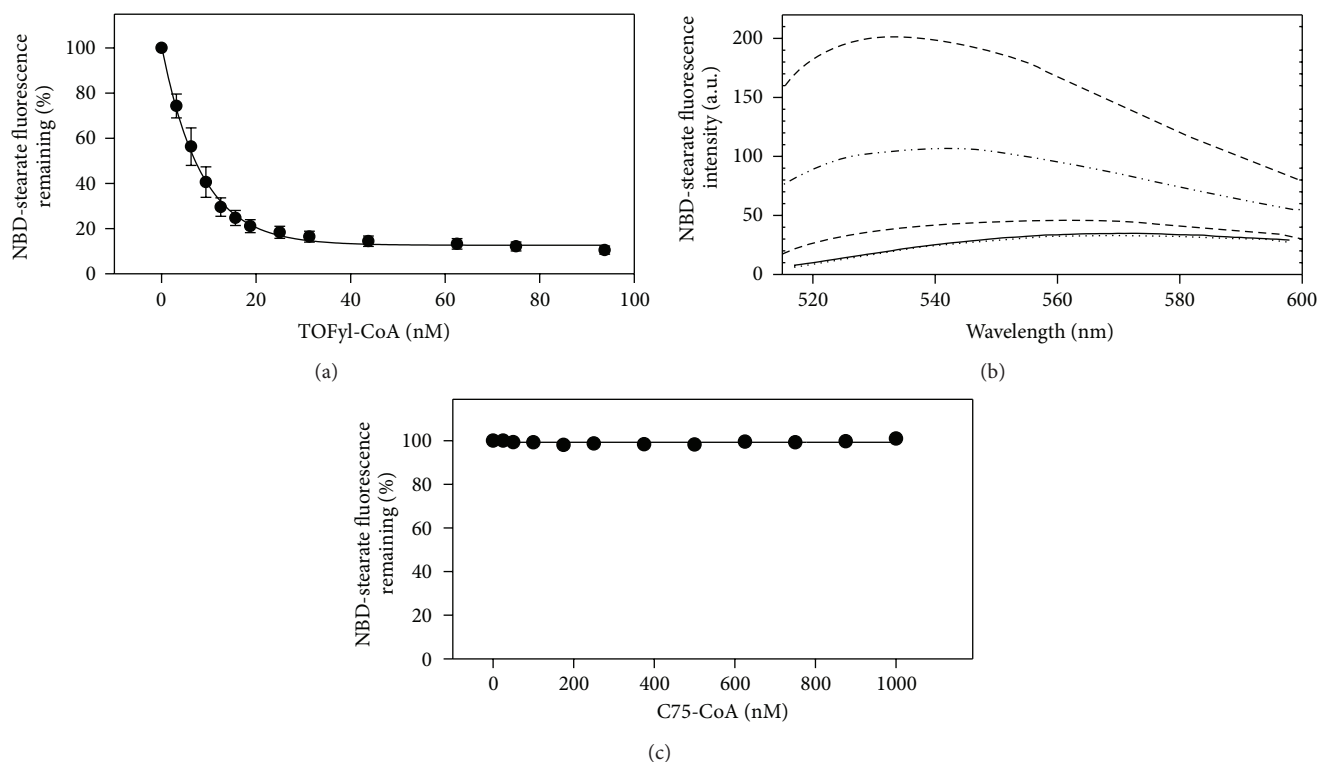 100
80
60
40
20
0
NBD-stearate fluorescence
remaining (%)
0 20 40 60 80 100
TOFyl-CoA (nM)
(a)
200
150
100
50
0
NBD-stearate fluorescence
intensity (a.u.)
520 540 560 580 600
Wavelength (nm)
(b)
100
80
60
40
20
0
NBD-stearate fluorescence
remaining (%)
0 200 400 600 800 1000
C75-CoA (nM)
(c)